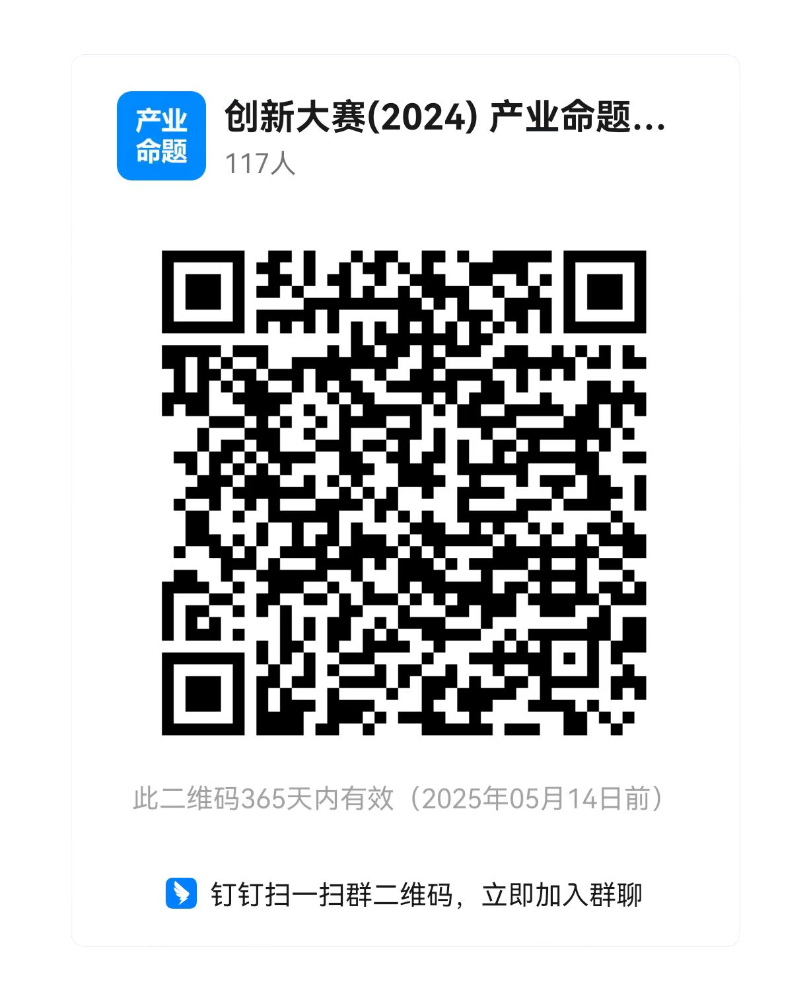 产业
命题
创新大赛(2024) 产业命题...
117人
此二维码365天内有效（2025年05月14日前）
钉钉扫一扫群二维码，立即加入群聊